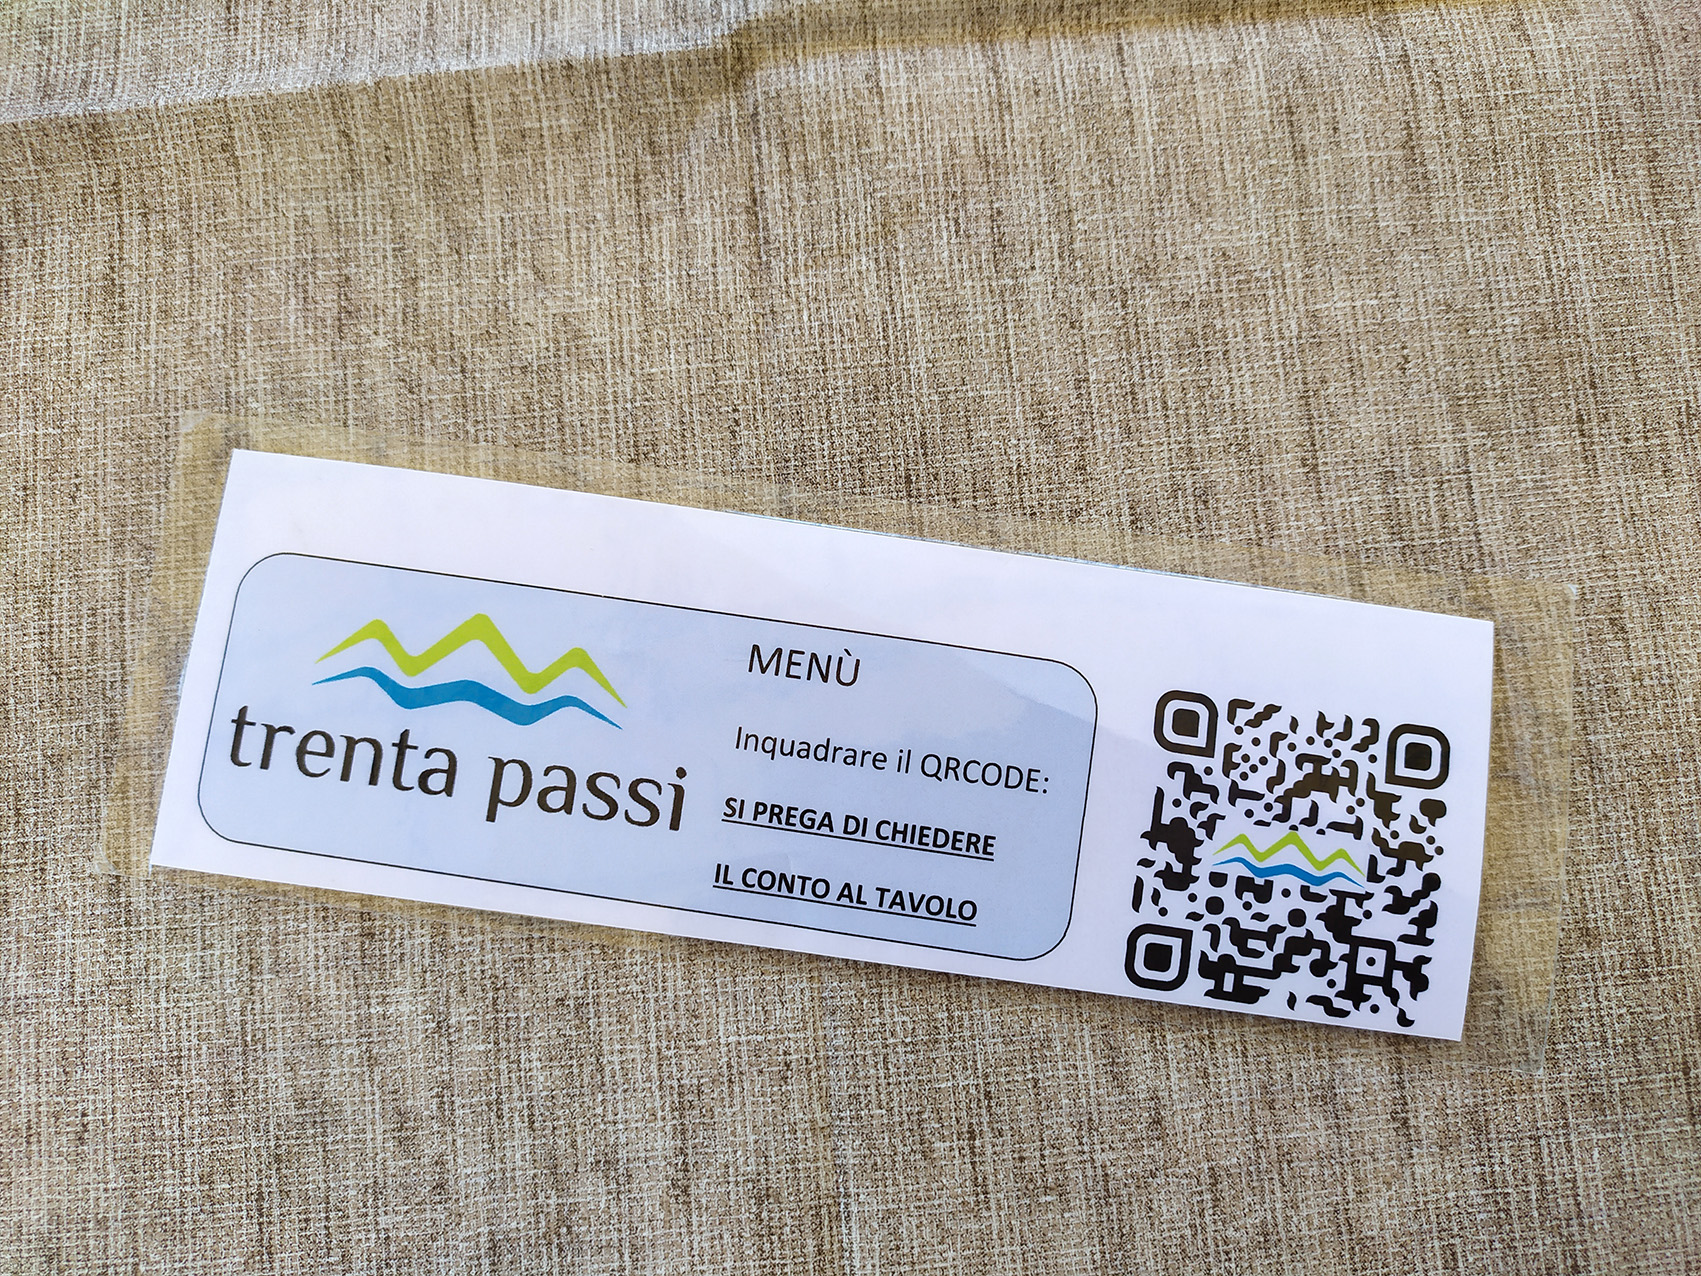 trenta passi
MENÙ
Inquadrare il QRCODE:
SI PREGA DI CHIEDERE
IL CONTO AL TAVOLO